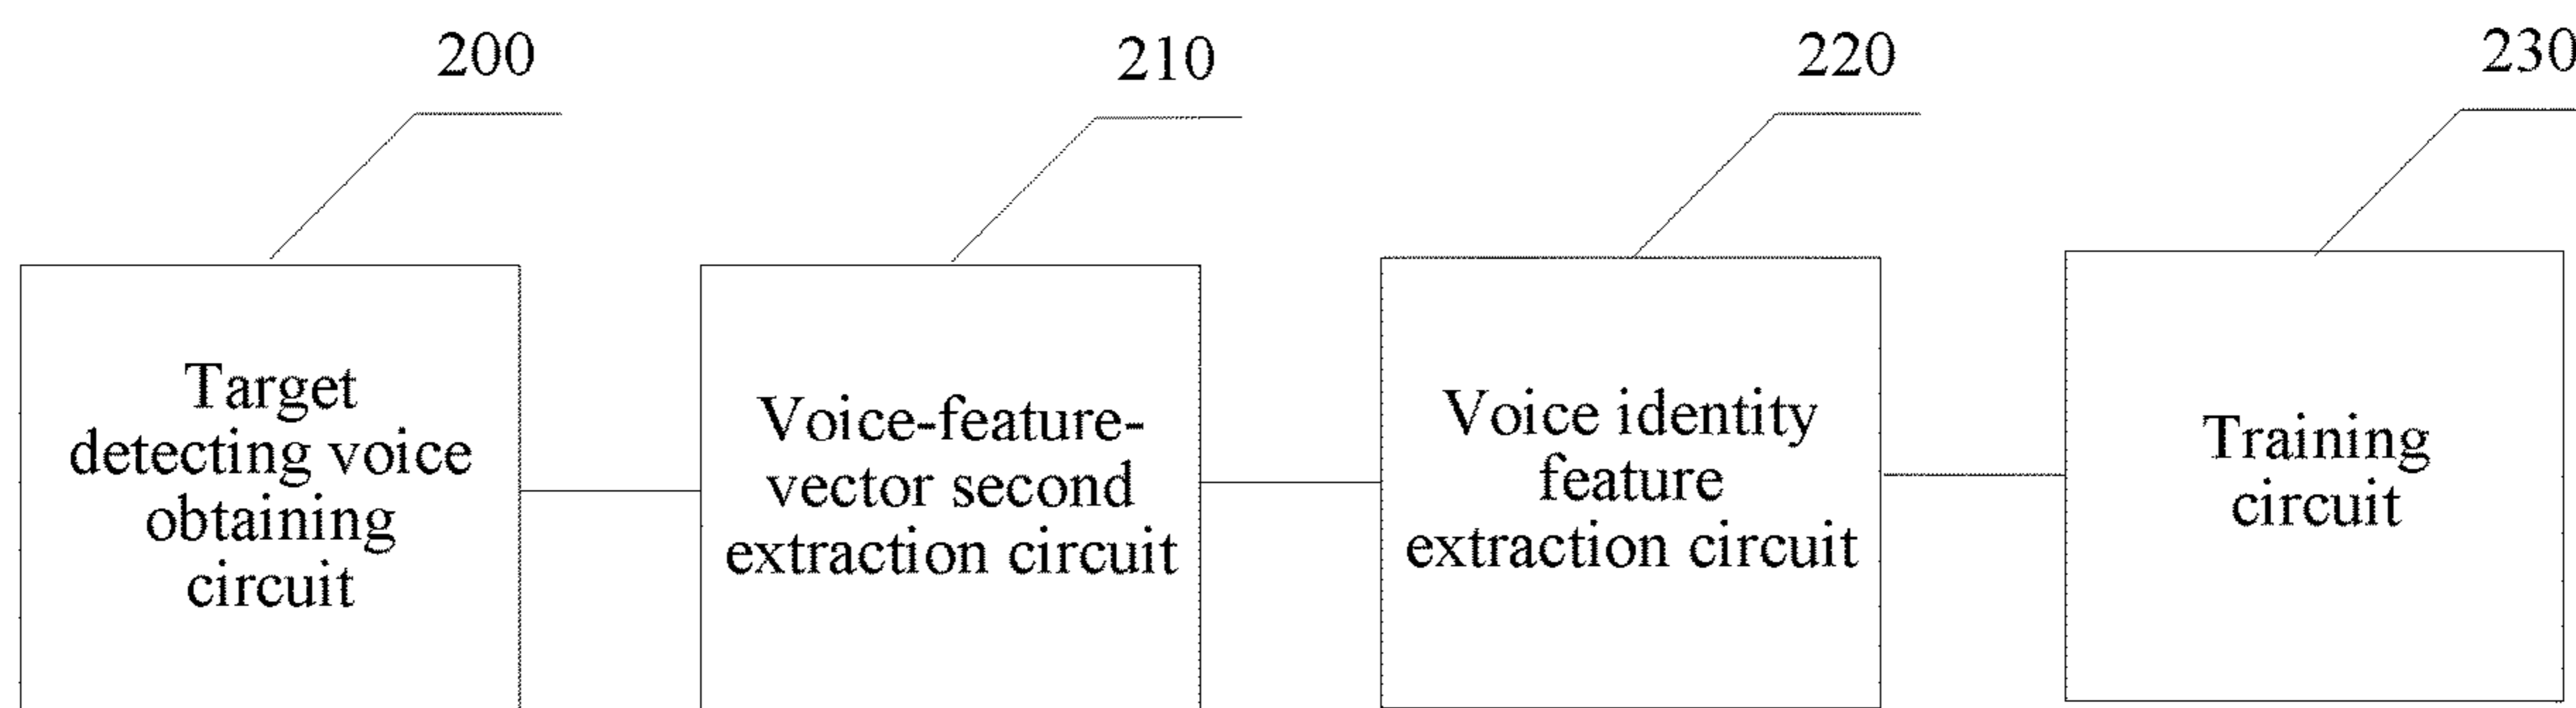 200
210
220
230
Target
detecting voice
obtaining
circuit
Voice-feature-
vector second
extraction circuit
Voice identity
feature
extraction circuit
Training
circuit